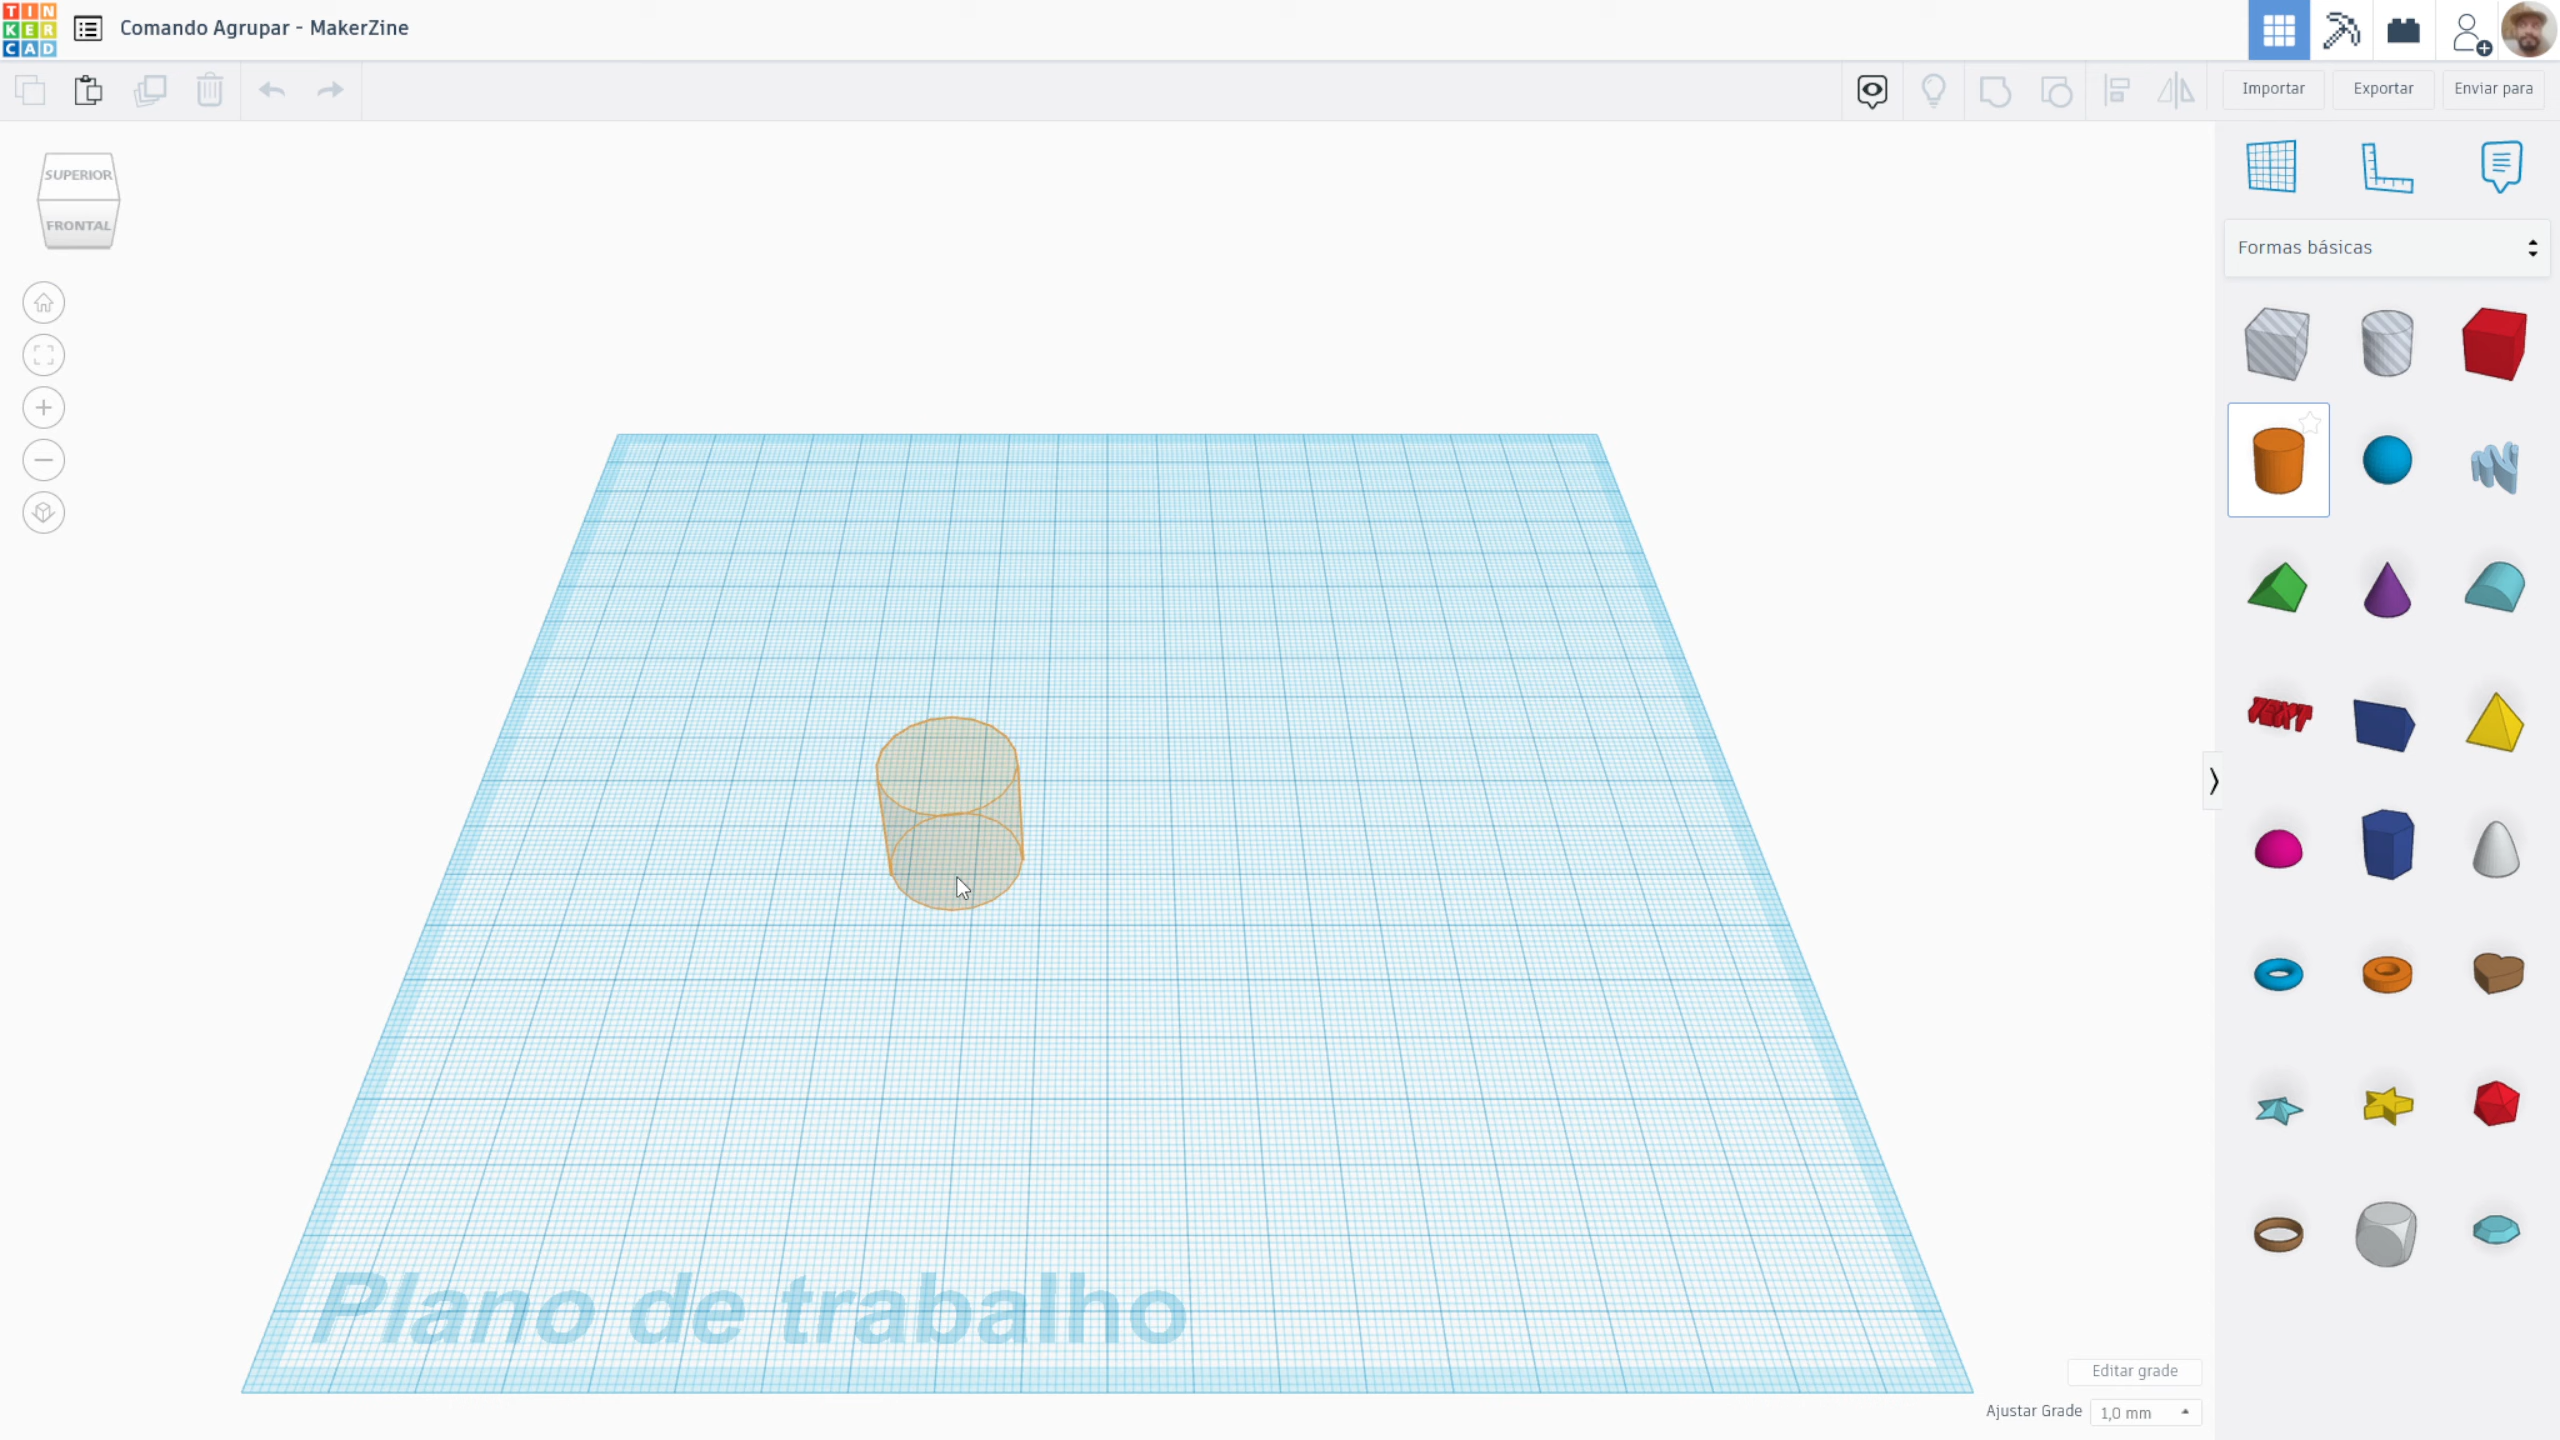 TIN
KER
CAD
Comando Agrupar - MakerZine
Importar
Exportar
Enviar para
SUPERIOR
FRONTAL
Formas básicas
TEXT
Plano de trabalho
Editar grade
Ajustar Grade
1,0 mm